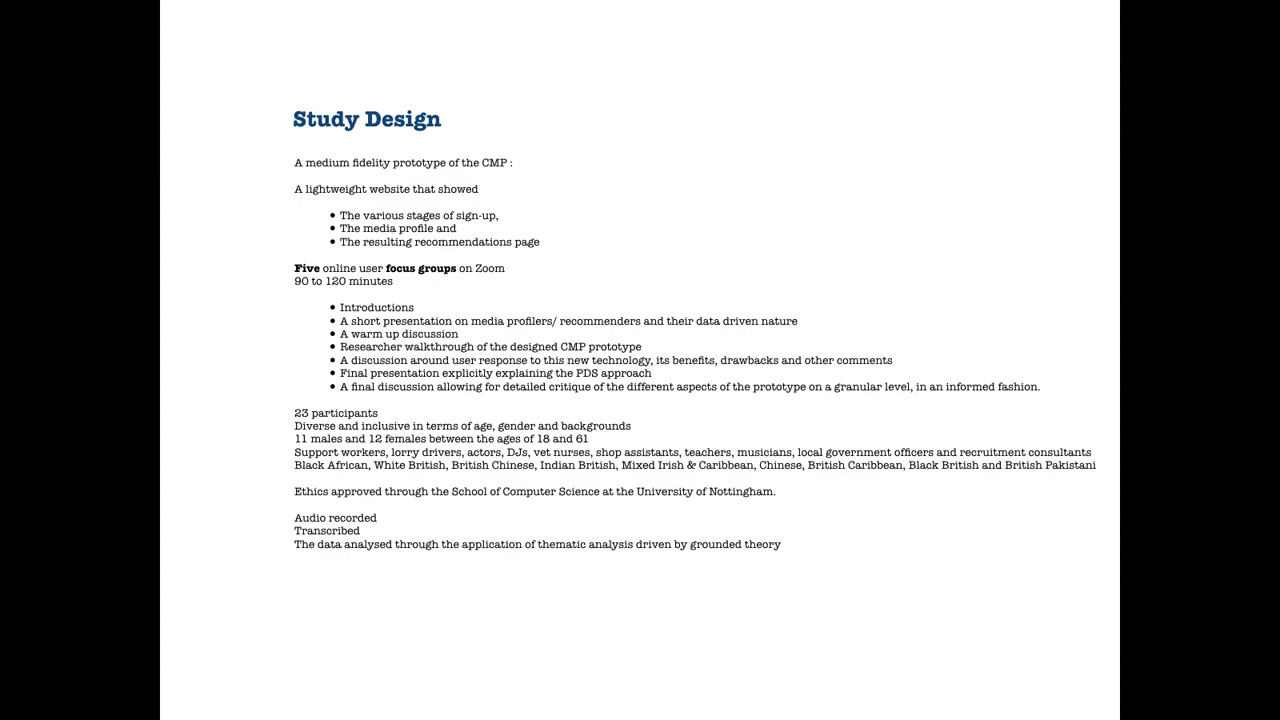 Study Design
A medium fidelity prototype of the CMP :
A lightweight website that showed
• The various stages of sign-up,
• The media profile and
• The resulting recommendations page
Five online user focus groups on Zoom
90 to 120 minutes
• Introductions
• A short presentation on media profilers/ recommenders and their data driven nature
• A warm up discussion
• Researcher walkthrough of the designed CMP prototype
• A discussion around user response to this new technology, its benefits, drawbacks and other comments
• Final presentation explicitly explaining the PDS approach
• A final discussion allowing for detailed critique of the different aspects of the prototype on a granular level, in an informed fashion.
23 participants
Diverse and inclusive in terms of age, gender and backgrounds
11 males and 12 females between the ages of 18 and 61
Support workers, lorry drivers, actors, DJs, vet nurses, shop assistants, teachers, musicians, local government officers and recruitment consultants
Black African, White British, British Chinese, Indian British, Mixed Irish & Caribbean, Chinese, British Caribbean, Black British and British Pakistani
Ethics approved through the School of Computer Science at the University of Nottingham.
Audio recorded
Transcribed
The data analysed through the application of thematic analysis driven by grounded theory